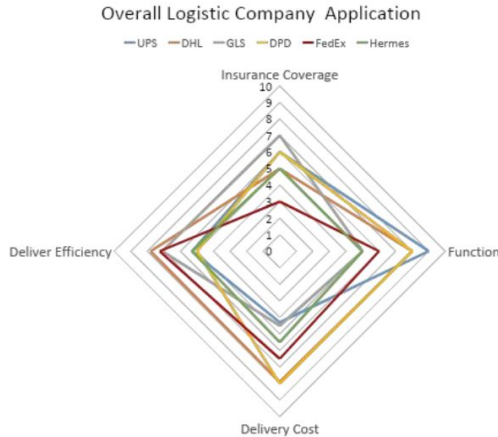 Overall Logistic Company Application
UPS DHL GLS DPD FedEx Hermes
Insurance Coverage
10
9
8
7
6
5
4
3
2
1
0
Deliver Efficiency
Function
Delivery Cost